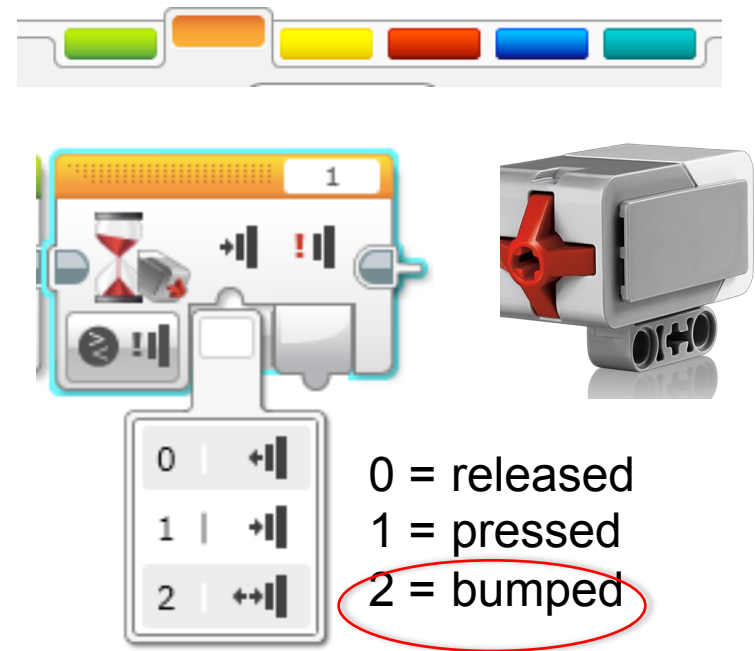 1
0
1
2
0 = released
1 = pressed
2 = bumped